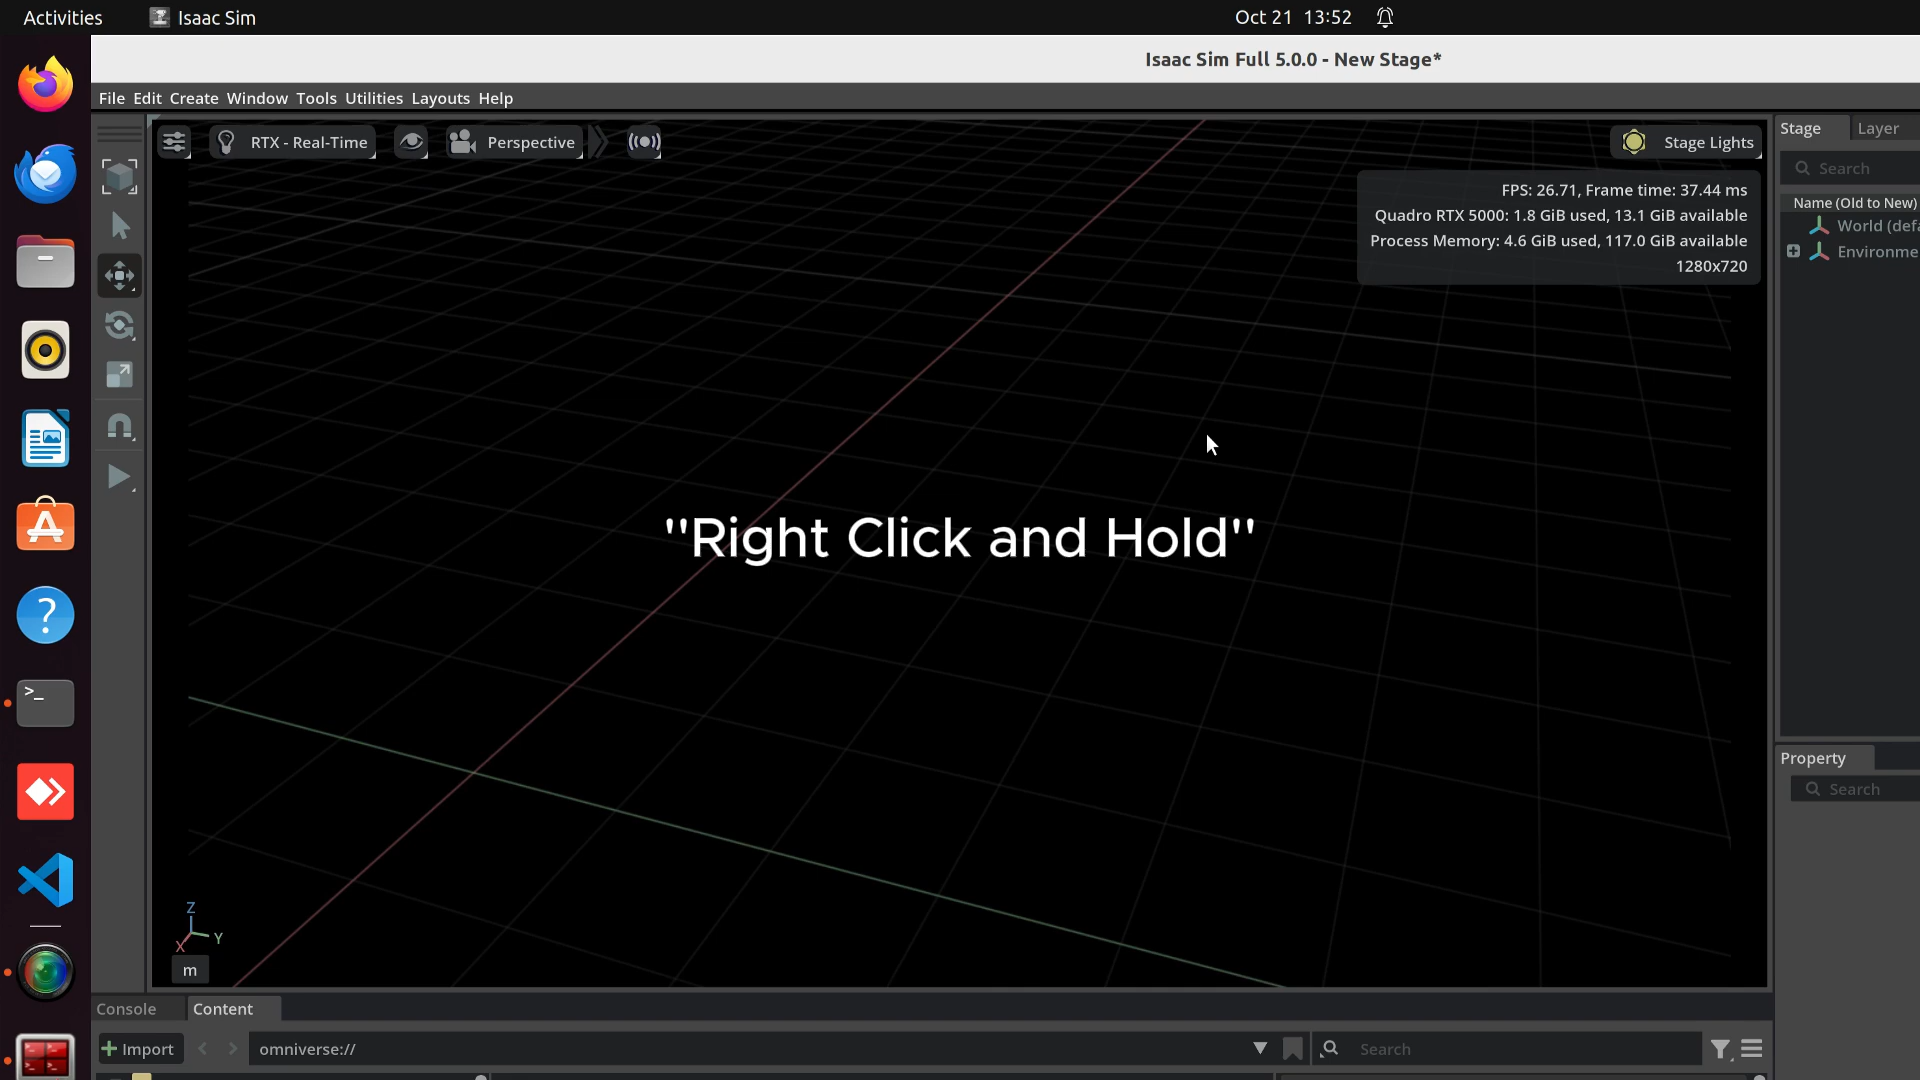 Activities Isaac Sim Oct 21 13:52
Isaac Sim Full 5.0.0 - New Stage*
File Edit Create Window Tools Utilities Layouts Help
RTX - Real-Time Perspective Stage Lights
Stage Layer
FPS: 26.71, Frame time: 37.44 ms
Quadro RTX 5000: 1.8 GiB used, 13.1 GiB available
Process Memory: 4.6 GiB used, 117.0 GiB available
1280x720
Search
Name (Old to New)
World (defa
Environme
"Right Click and Hold"
Property
Search
Z
X Y
m
Console Content
Import omniverse:// Search